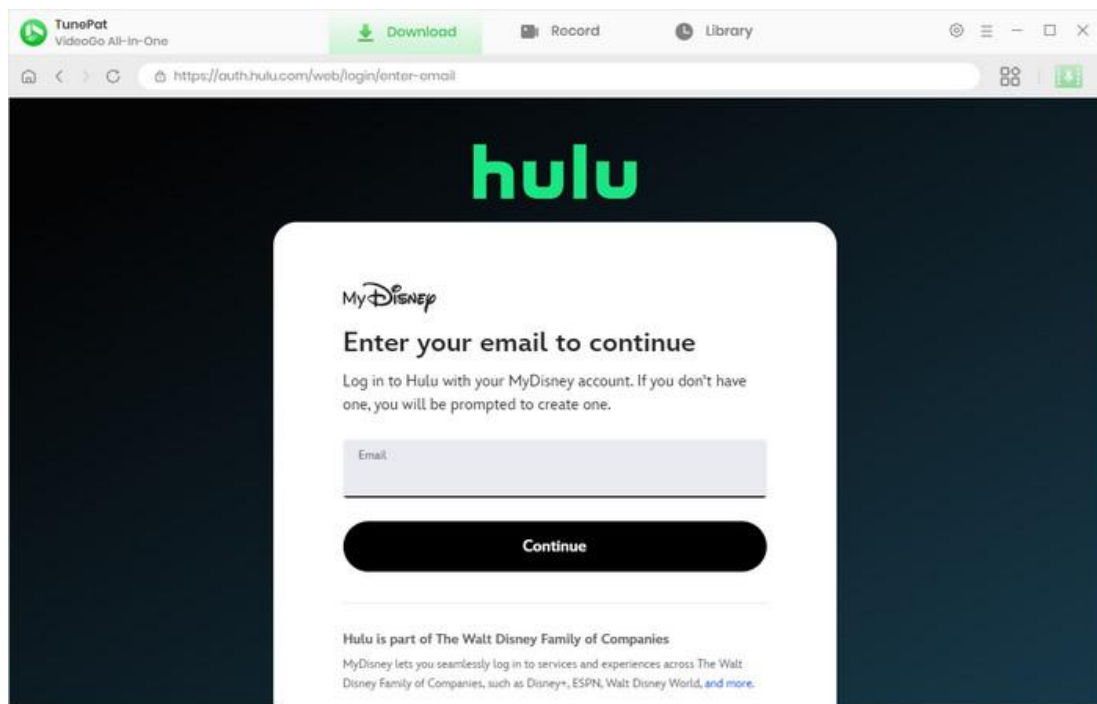 TunePat
VideoGo All-In-One
Download
Record
Library
https://auth.hulu.com/web/login/enter-email
hulu
MyDisney
Enter your email to continue
Log in to Hulu with your MyDisney account. If you don't have
one, you will be prompted to create one.
Email
Continue
Hulu is part of The Walt Disney Family of Companies
MyDisney lets you seamlessly log in to services and experiences across The Walt
Disney Family of Companies, such as Disney+, ESPN, Walt Disney World, and more.